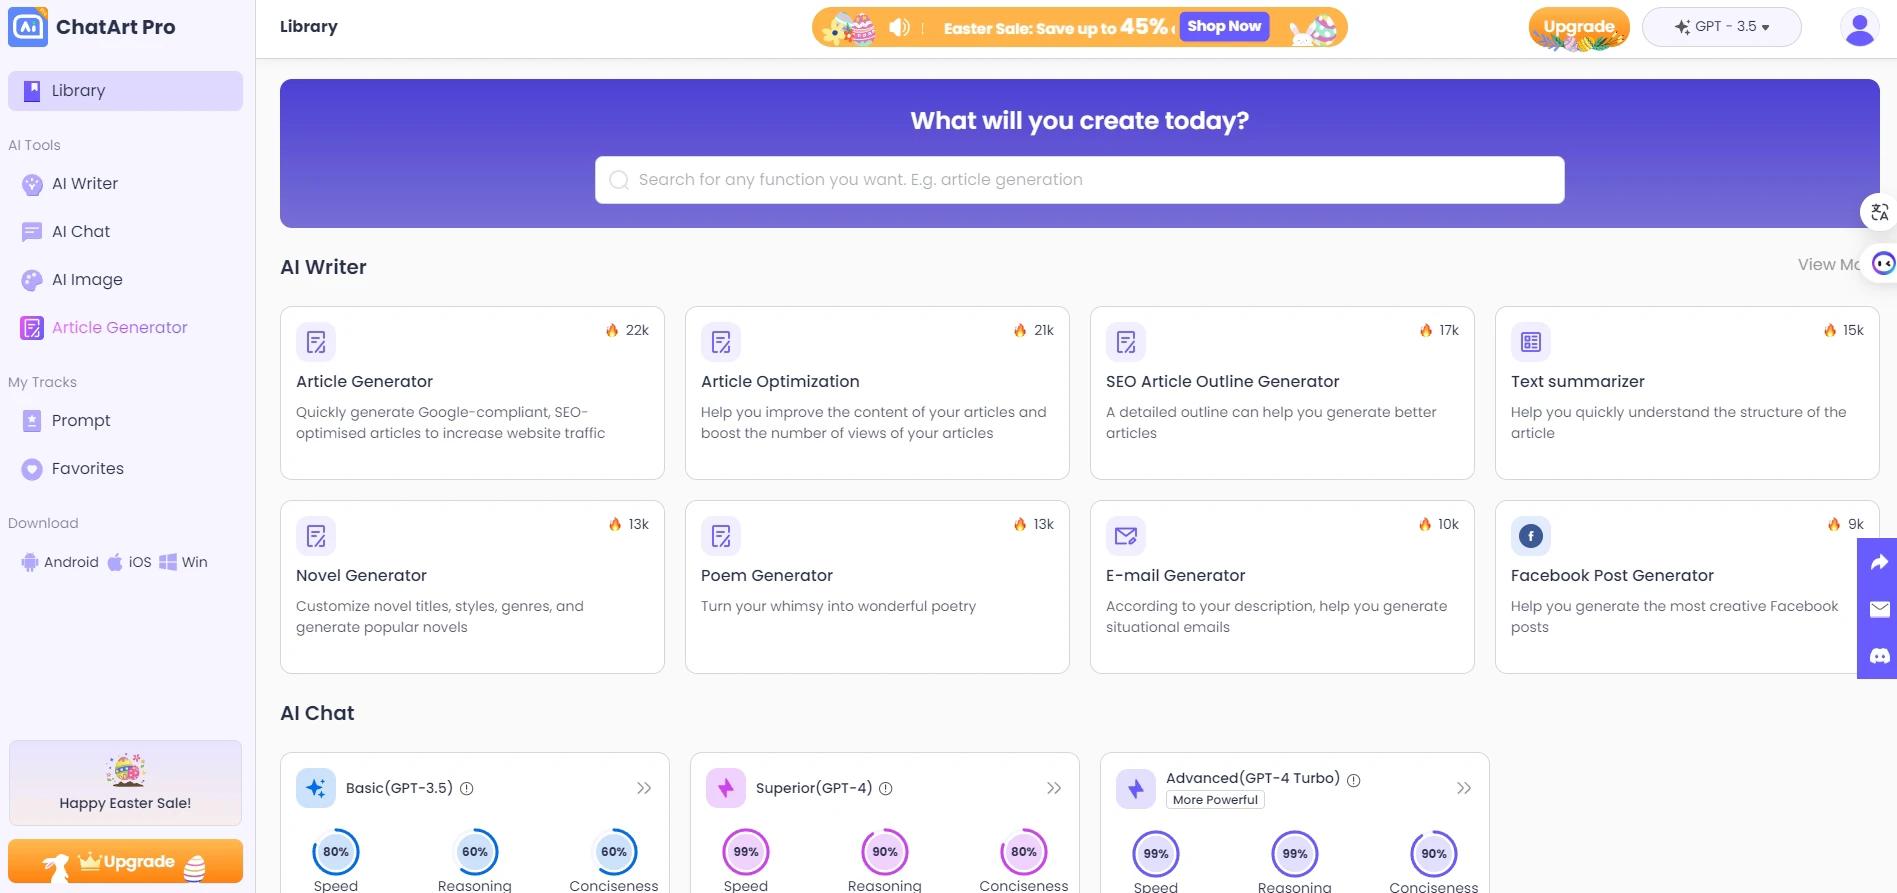 ChatArt Pro
Library
AI Tools
AI Writer
AI Chat
AI Image
Article Generator
My Tracks
Prompt
Favorites
Download
Android iOS Win
Happy Easter Sale!
Upgrade
Library
Easter Sale: Save up to 45%
Shop Now
Upgrade
GPT - 3.5
What will you create today?
Search for any function you want. E.g. article generation
AI Writer
View
22k
Article Generator
Quickly generate Google-compliant, SEO-
optimised articles to increase website traffic
21k
Article Optimization
Help you improve the content of your articles and
boost the number of views of your articles
17k
SEO Article Outline Generator
A detailed outline can help you generate better
articles
15k
Text summarizer
Help you quickly understand the structure of the
article
13k
Novel Generator
Customize novel titles, styles, genres, and
generate popular novels
13k
Poem Generator
Turn your whimsy into wonderful poetry
10k
E-mail Generator
According to your description, help you generate
situational emails
9k
Facebook Post Generator
Help you generate the most creative Facebook
posts
AI Chat
Basic(GPT-3.5)
80% 60% 60%
Speed Reasoning Conciseness
Superior(GPT-4)
99% 90% 80%
Speed Reasoning Conciseness
Advanced(GPT-4 Turbo)
More Powerful
99% 99% 90%
Speed Reasoning Conciseness